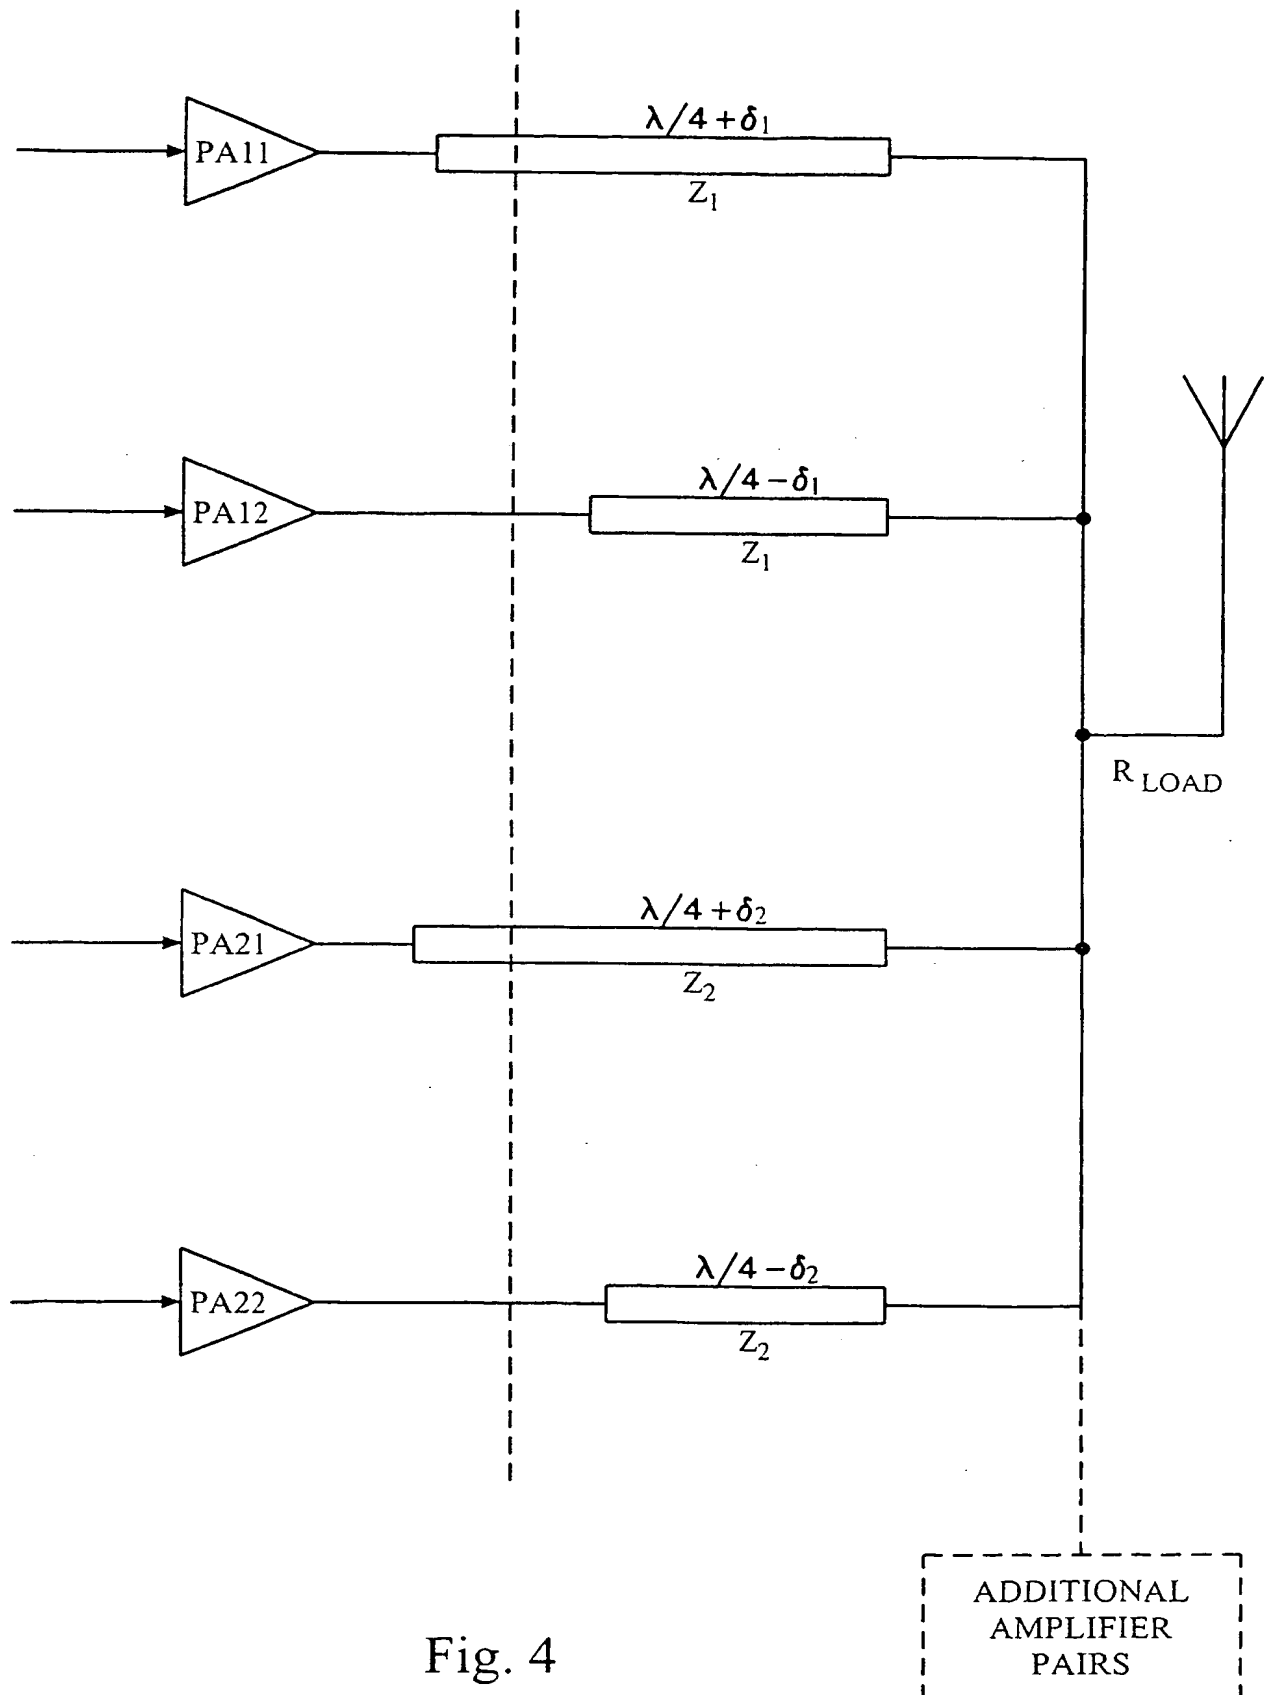 λ/4 + δ₁
PA11
Z₁
λ/4 − δ₁
PA12
Z₁
R LOAD
λ/4 + δ₂
PA21
Z₂
λ/4 − δ₂
PA22
Z₂
ADDITIONAL
AMPLIFIER
PAIRS
Fig. 4